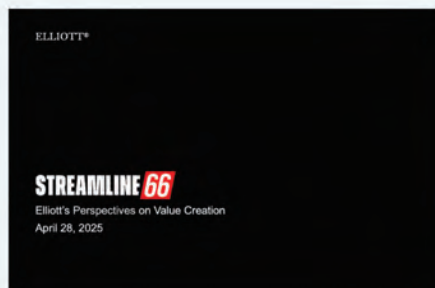 ELLIOTT®
STREAMLINE 66
Elliott's Perspectives on Value Creation
April 28, 2025